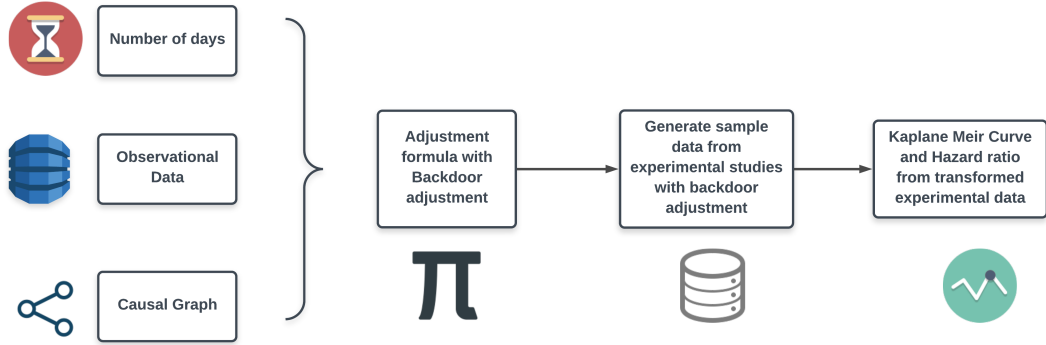 Number of days
Observational
Data
Causal Graph
Adjustment
formula with
Backdoor
adjustment
Generate sample
data from
experimental studies
with backdoor
adjustment
Kaplane Meir Curve
and Hazard ratio
from transformed
experimental data